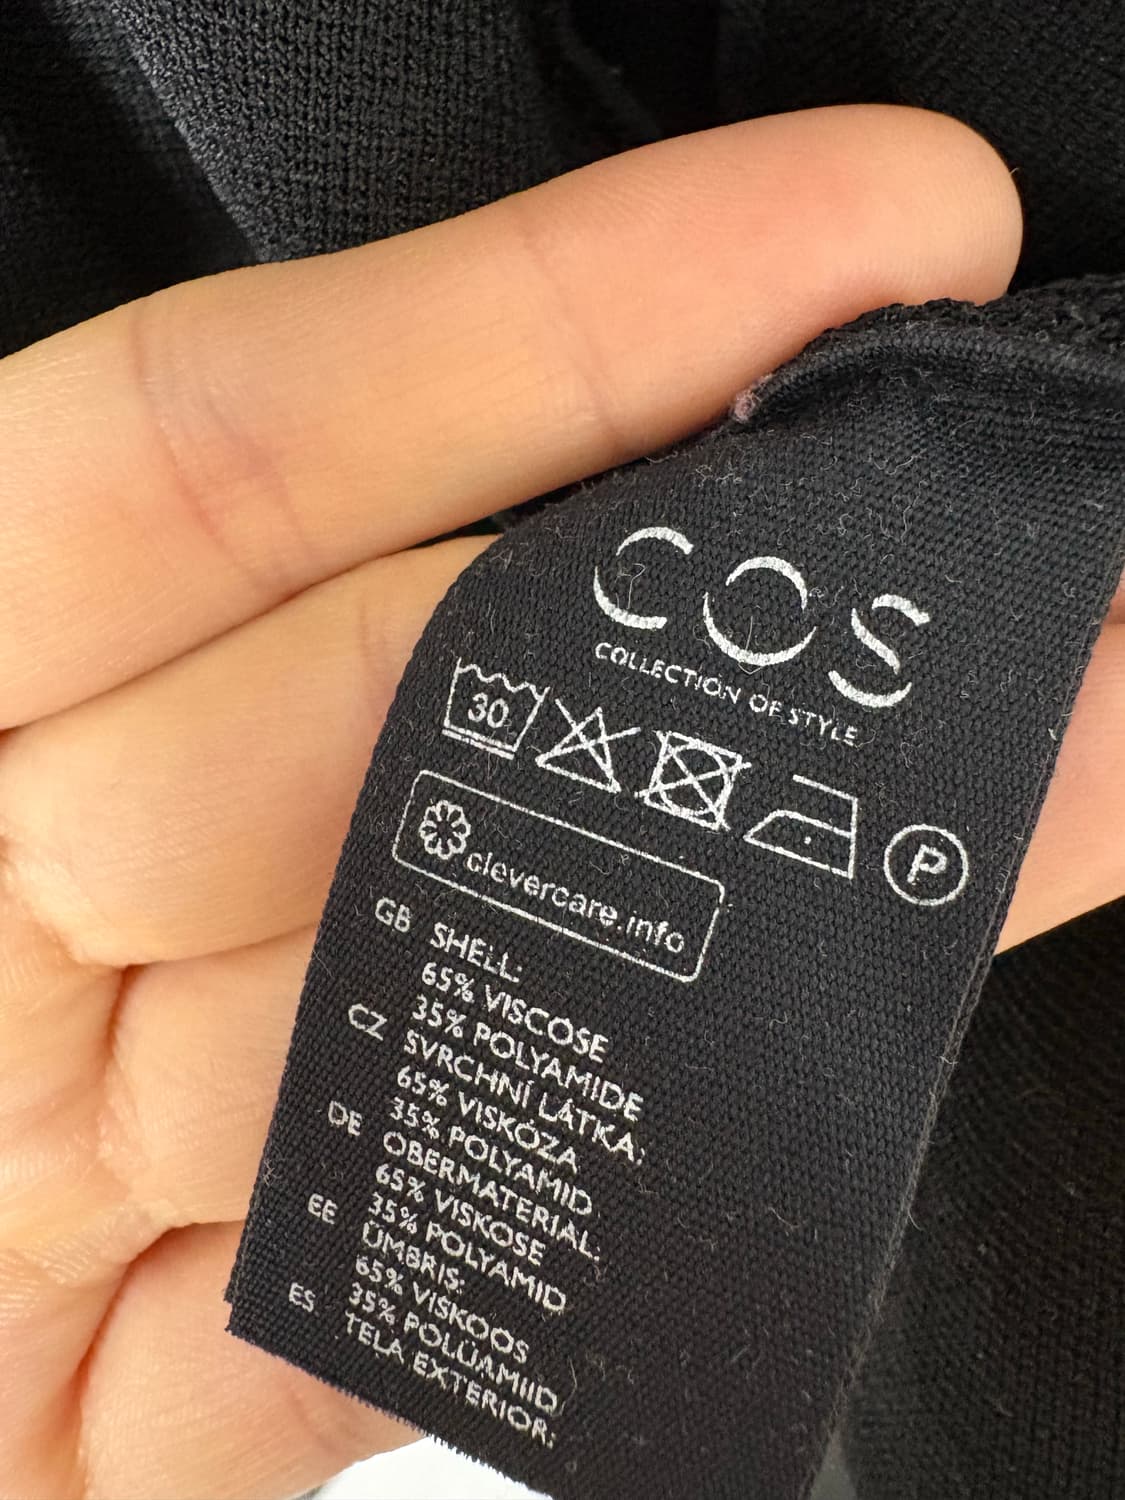 COS
COLLECTION OF STYLE
30
P
clevercare.info
GB SHELL:
65% VISCOSE
35% POLYAMIDE
CZ SVRCHNÍ LÁTKA:
65% VISKÓZA
35% POLYAMID
DE OBERMATERIAL:
65% VISKOSE
35% POLYAMID
EE ÜMBRIS:
65% VISKOOS
35% POLÜAMIID
ES TELA EXTERIOR: